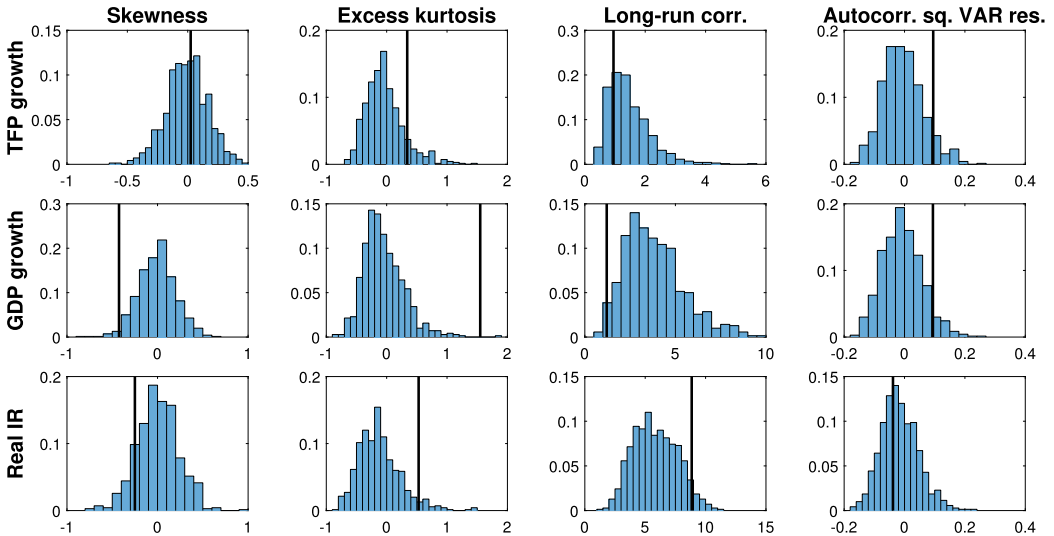 Skewness Excess kurtosis Long-run corr. Autocorr. sq. VAR res.
TFP growth
0.15 0.1 0.05 0
-1 -0.5 0 0.5
0.2 0.1 0
-1 0 1 2
0.3 0.2 0.1 0
0 2 4 6
0.2 0.1 0
-0.2 0 0.2 0.4
GDP growth
0.3 0.2 0.1 0
-1 0 1
0.15 0.1 0.05 0
-1 0 1 2
0.15 0.1 0.05 0
0 5 10
0.2 0.1 0
-0.2 0 0.2 0.4
Real IR
0.2 0.1 0
-1 0 1
0.2 0.1 0
-1 0 1 2
0.15 0.1 0.05 0
0 5 10 15
0.15 0.1 0.05 0
-0.2 0 0.2 0.4